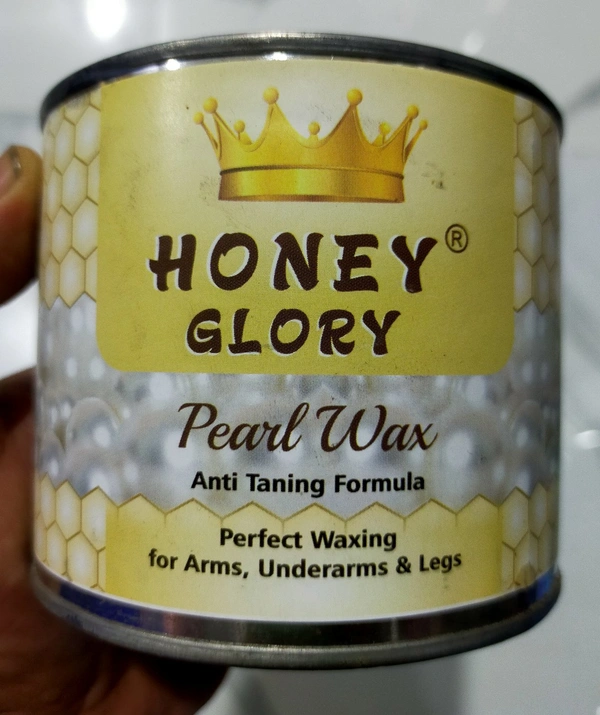 HONEY®
GLORY
Pearl Wax
Anti Taning Formula
Perfect Waxing
for Arms, Underarms & Legs